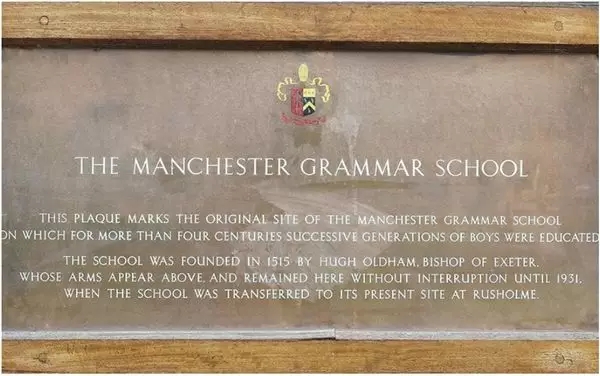 THE MANCHESTER GRAMMAR SCHOOL
THIS PLAQUE MARKS THE ORIGINAL SITE OF THE MANCHESTER GRAMMAR SCHOOL
ON WHICH FOR MORE THAN FOUR CENTURIES SUCCESSIVE GENERATIONS OF BOYS WERE EDUCATED
THE SCHOOL WAS FOUNDED IN 1515 BY HUGH OLDHAM, BISHOP OF EXETER,
WHOSE ARMS APPEAR ABOVE, AND REMAINED HERE WITHOUT INTERRUPTION UNTIL 1931,
WHEN THE SCHOOL WAS TRANSFERRED TO ITS PRESENT SITE AT RUSHOLME.